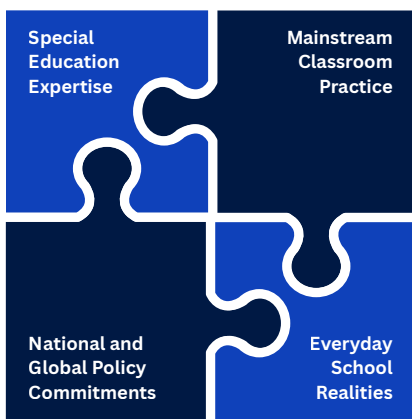 Special
Education
Expertise
Mainstream
Classroom
Practice
National and
Global Policy
Commitments
Everyday
School
Realities